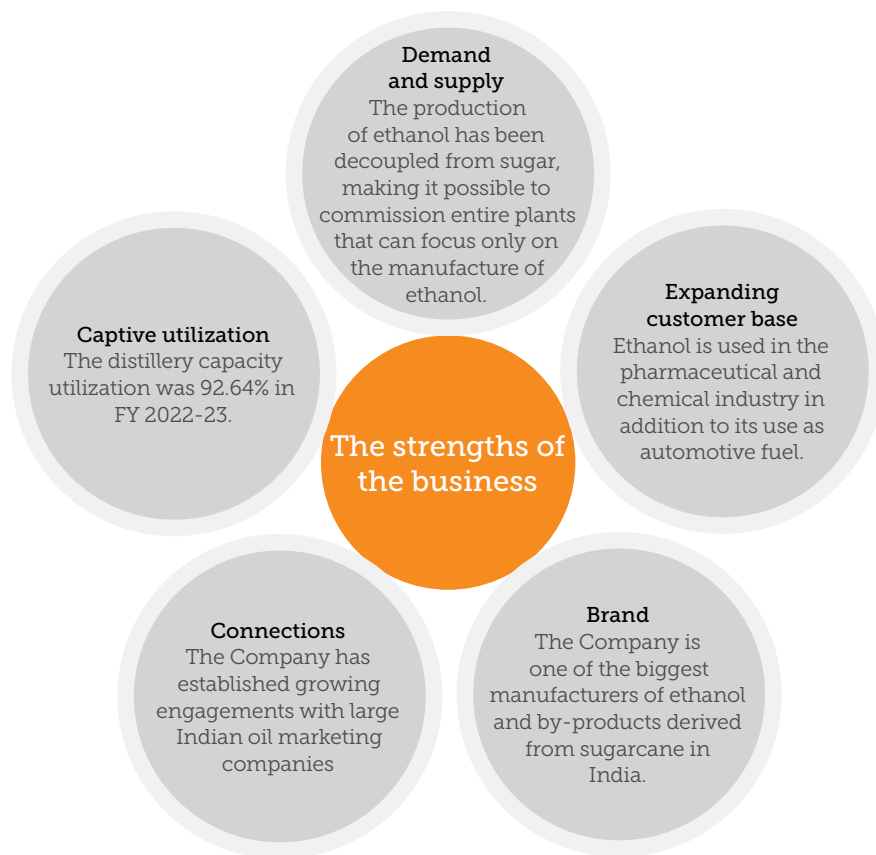 Demand
and supply
The production
of ethanol has been
decoupled from sugar,
making it possible to
commission entire plants
that can focus only on
the manufacture of
ethanol.
Expanding
customer base
Ethanol is used in the
pharmaceutical and
chemical industry in
addition to its use as
automotive fuel.
Captive utilization
The distillery capacity
utilization was 92.64% in
FY 2022-23.
The strengths of
the business
Connections
The Company has
established growing
engagements with large
Indian oil marketing
companies
Brand
The Company is
one of the biggest
manufacturers of ethanol
and by-products derived
from sugarcane in
India.